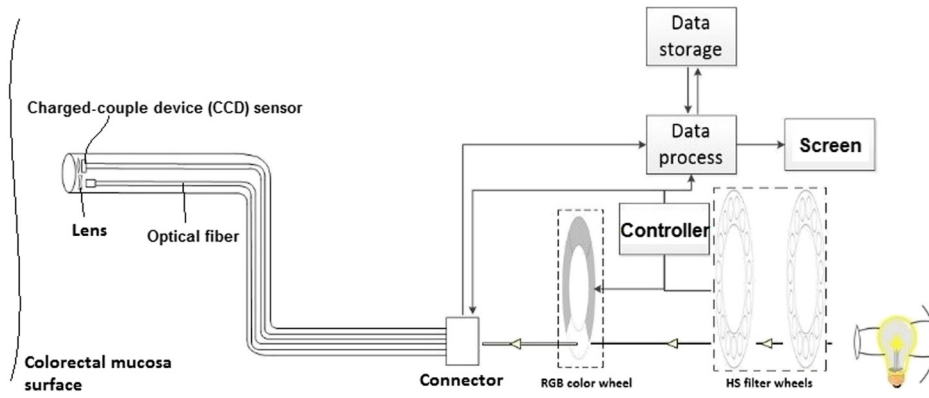 Data
storage
Charged-couple device (CCD) sensor
Data
process
Screen
Lens
Optical fiber
Controller
Colorectal mucosa
surface
Connector
RGB color wheel
HS filter wheels